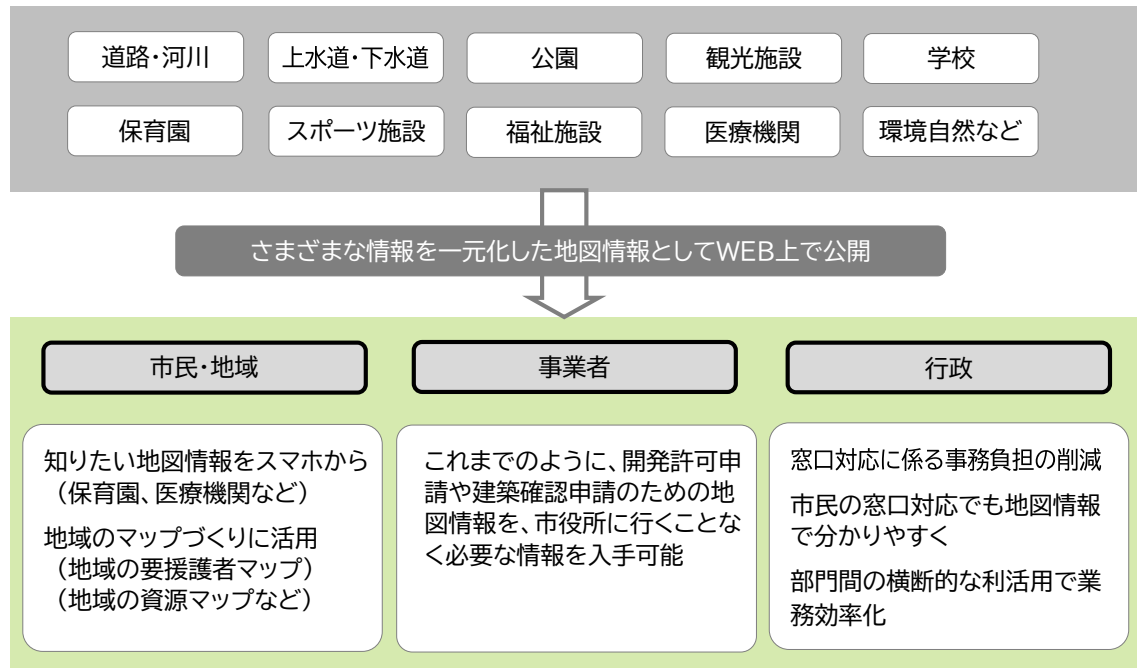 道路・河川
上水道・下水道
公園
観光施設
学校
保育園
スポーツ施設
福祉施設
医療機関
環境自然など
さまざまな情報を一元化した地図情報としてWEB上で公開
市民・地域
知りたい地図情報をスマホから
（保育園、医療機関など）
地域のマップづくりに活用
（地域の要援護者マップ）
（地域の資源マップなど）
事業者
これまでのように、開発許可申
請や建築確認申請のための地
図情報を、市役所に行くことな
く必要な情報を入手可能
行政
窓口対応に係る事務負担の削減
市民の窓口対応でも地図情報
で分かりやすく
部門間の横断的な利活用で業
務効率化